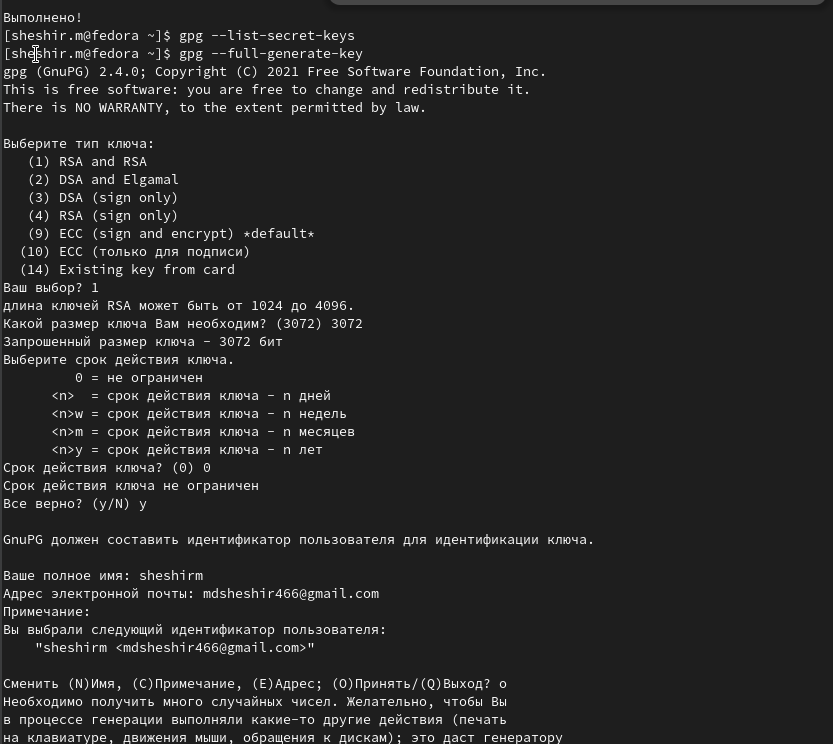 Выполнено!
[sheshir.m@fedora ~]$ gpg --list-secret-keys
[sheshir.m@fedora ~]$ gpg --full-generate-key
gpg (GnuPG) 2.4.0; Copyright (C) 2021 Free Software Foundation, Inc.
This is free software: you are free to change and redistribute it.
There is NO WARRANTY, to the extent permitted by law.
Выберите тип ключа:
(1) RSA and RSA
(2) DSA and Elgamal
(3) DSA (sign only)
(4) RSA (sign only)
(9) ECC (sign and encrypt) *default*
(10) ECC (только для подписи)
(14) Existing key from card
Ваш выбор? 1
длина ключей RSA может быть от 1024 до 4096.
Какой размер ключа Вам необходим? (3072) 3072
Запрошенный размер ключа - 3072 бит
Выберите срок действия ключа.
0 = не ограничен
<n>  = срок действия ключа - n дней
<n>w = срок действия ключа - n недель
<n>m = срок действия ключа - n месяцев
<n>y = срок действия ключа - n лет
Срок действия ключа? (0) 0
Срок действия ключа не ограничен
Все верно? (y/N) y
GnuPG должен составить идентификатор пользователя для идентификации ключа.
Ваше полное имя: sheshirm
Адрес электронной почты: mdsheshir466@gmail.com
Примечание:
Вы выбрали следующий идентификатор пользователя:
"sheshirm <mdsheshir466@gmail.com>"
Сменить (N)Имя, (C)Примечание, (E)Адрес; (O)Принять/(Q)Выход? o
Необходимо получить много случайных чисел. Желательно, чтобы Вы
в процессе генерации выполняли какие-то другие действия (печать
на клавиатуре, движения мыши, обращения к дискам); это даст генератору